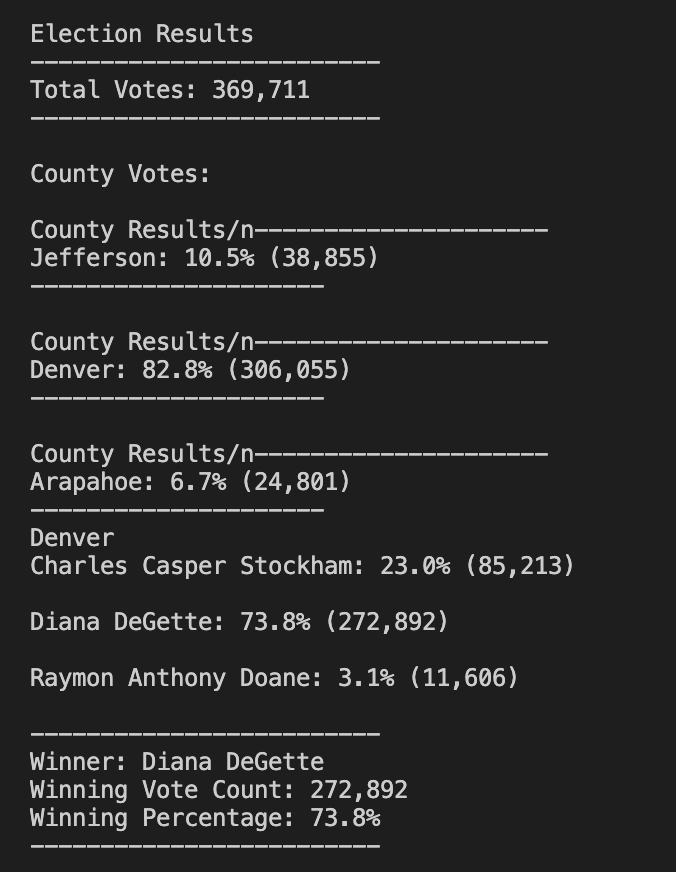 Election Results
-------------------------
Total Votes: 369,711
-------------------------
County Votes:
County Results/n---------------------
Jefferson: 10.5% (38,855)
---------------------
County Results/n---------------------
Denver: 82.8% (306,055)
---------------------
County Results/n---------------------
Arapahoe: 6.7% (24,801)
---------------------
Denver
Charles Casper Stockham: 23.0% (85,213)
Diana DeGette: 73.8% (272,892)
Raymon Anthony Doane: 3.1% (11,606)
-------------------------
Winner: Diana DeGette
Winning Vote Count: 272,892
Winning Percentage: 73.8%
-------------------------